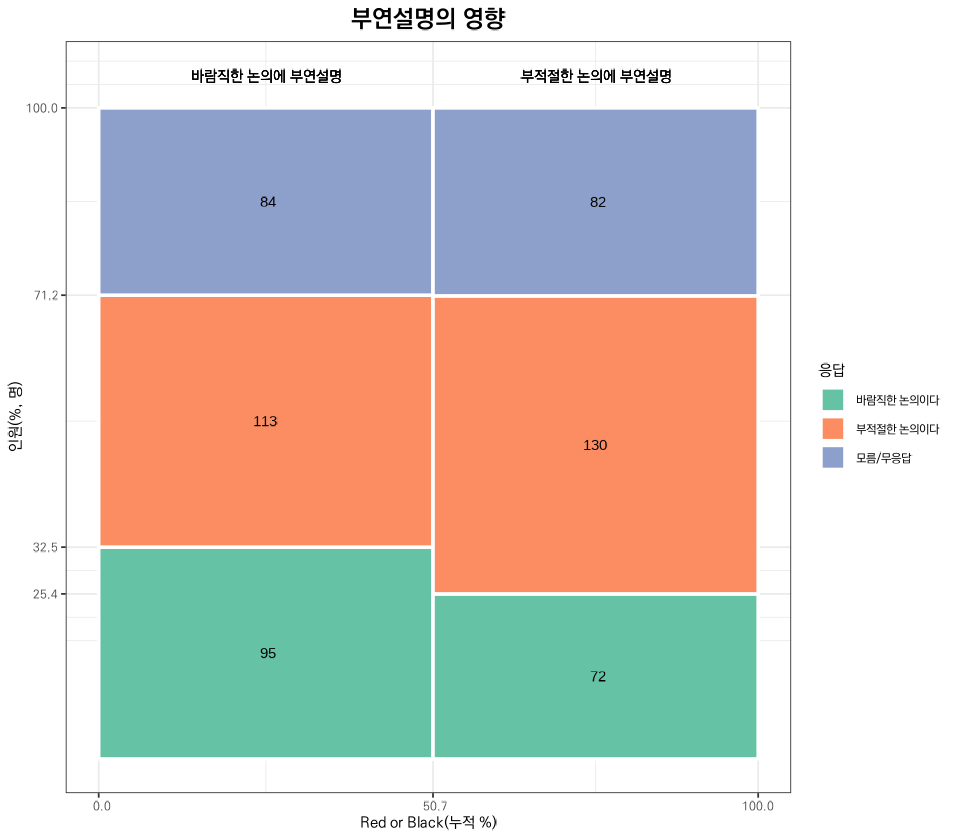 부연설명의 영향
바람직한 논의에 부연설명
부적절한 논의에 부연설명
100.0
71.2
32.5
25.4
인원(%, 명)
84
82
113
130
95
72
0.0
50.7
100.0
Red or Black(누적 %)
응답
바람직한 논의이다
부적절한 논의이다
모름/무응답